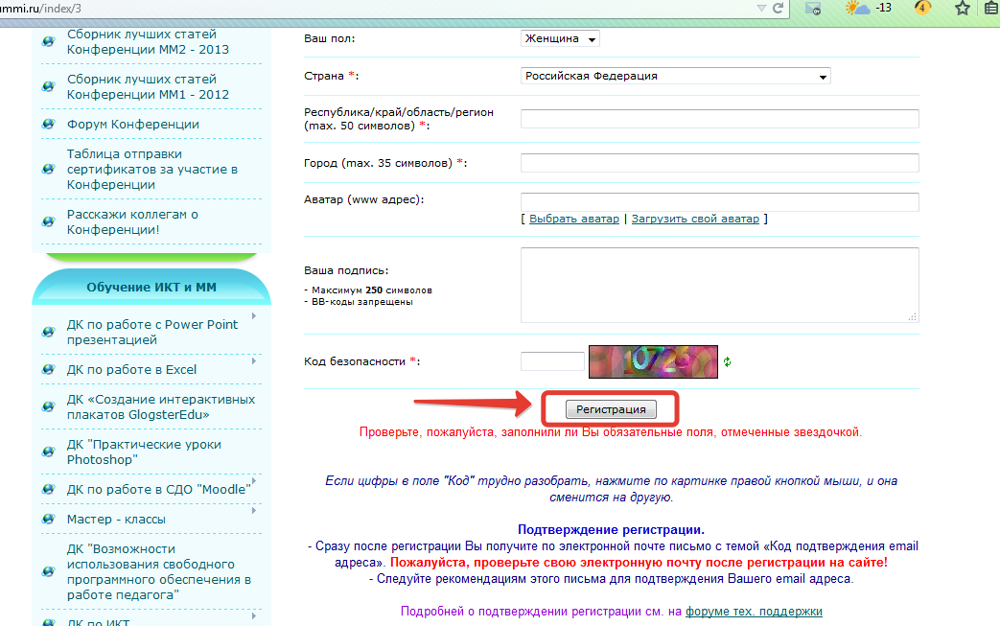 ummi.ru/index/3
-13
4
Сборник лучших статей
Конференции ММ2 - 2013
Сборник лучших статей
Конференции ММ1 - 2012
Форум Конференции
Таблица отправки
сертификатов за участие в
Конференции
Расскажи коллегам о
Конференции!
Обучение ИКТ и ММ
ДК по работе с Power Point
презентацией
ДК по работе в Excel
ДК «Создание интерактивных
плакатов GlogsterEdu»
ДК "Практические уроки
Photoshop"
ДК по работе в СДО "Moodle"
Мастер - классы
ДК "Возможности
использования свободного
программного обеспечения в
работе педагога"
ДК по ИКТ
Ваш пол:
Женщина
Страна *:
Российская Федерация
Республика/край/область/регион
(max. 50 символов) *:
Город (max. 35 символов) *:
Аватар (www адрес):
[ Выбрать аватар | Загрузить свой аватар ]
Ваша подпись:
- Максимум 250 символов
- BB-коды запрещены
Код безопасности *:
Регистрация
Проверьте, пожалуйста, заполнили ли Вы обязательные поля, отмеченные звездочкой.
Если цифры в поле "Код" трудно разобрать, нажмите по картинке правой кнопкой мыши, и она
сменится на другую.
Подтверждение регистрации.
- Сразу после регистрации Вы получите по электронной почте письмо с темой «Код подтверждения email
адреса». Пожалуйста, проверьте свою электронную почту после регистрации на сайте!
- Следуйте рекомендациям этого письма для подтверждения Вашего email адреса.
Подробней о подтверждении регистрации см. на форуме тех. поддержки